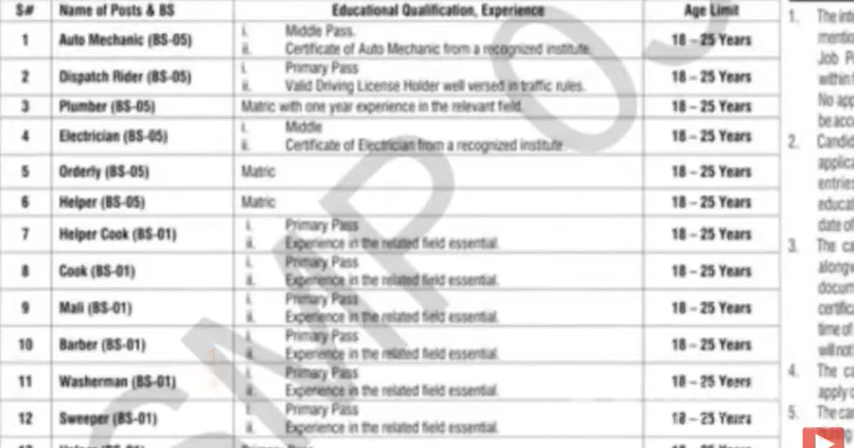 S# Name of Posts & BS Educational Qualification, Experience Age Limit
1 Auto Mechanic (BS-05) i. Middle Pass. 18 – 25 Years
ii. Certificate of Auto Mechanic from a recognized institute.
2 Dispatch Rider (BS-05) i. Primary Pass 18 – 25 Years
ii. Valid Driving License Holder well versed in traffic rules.
3 Plumber (BS-05) Matric with one year experience in the relevant field. 18 – 25 Years
4 Electrician (BS-05) i. Middle 18 – 25 Years
ii. Certificate of Electrician from a recognized institute
5 Orderly (BS-05) Matric 18 – 25 Years
6 Helper (BS-05) Matric 18 – 25 Years
7 Helper Cook (BS-01) i. Primary Pass 18 – 25 Years
ii. Experience in the related field essential.
8 Cook (BS-01) i. Primary Pass 18 – 25 Years
ii. Experience in the related field essential.
9 Mali (BS-01) i. Primary Pass 18 – 25 Years
ii. Experience in the related field essential.
10 Barber (BS-01) i. Primary Pass 18 – 25 Years
ii. Experience in the related field essential.
11 Washerman (BS-01) i. Primary Pass 18 – 25 Years
ii. Experience in the related field essential.
12 Sweeper (BS-01) i. Primary Pass 18 – 25 Years
ii. Experience in the related field essential.
1. The
Job
within
No
2.
date of
3. The
time of
4. The
apply
5. The